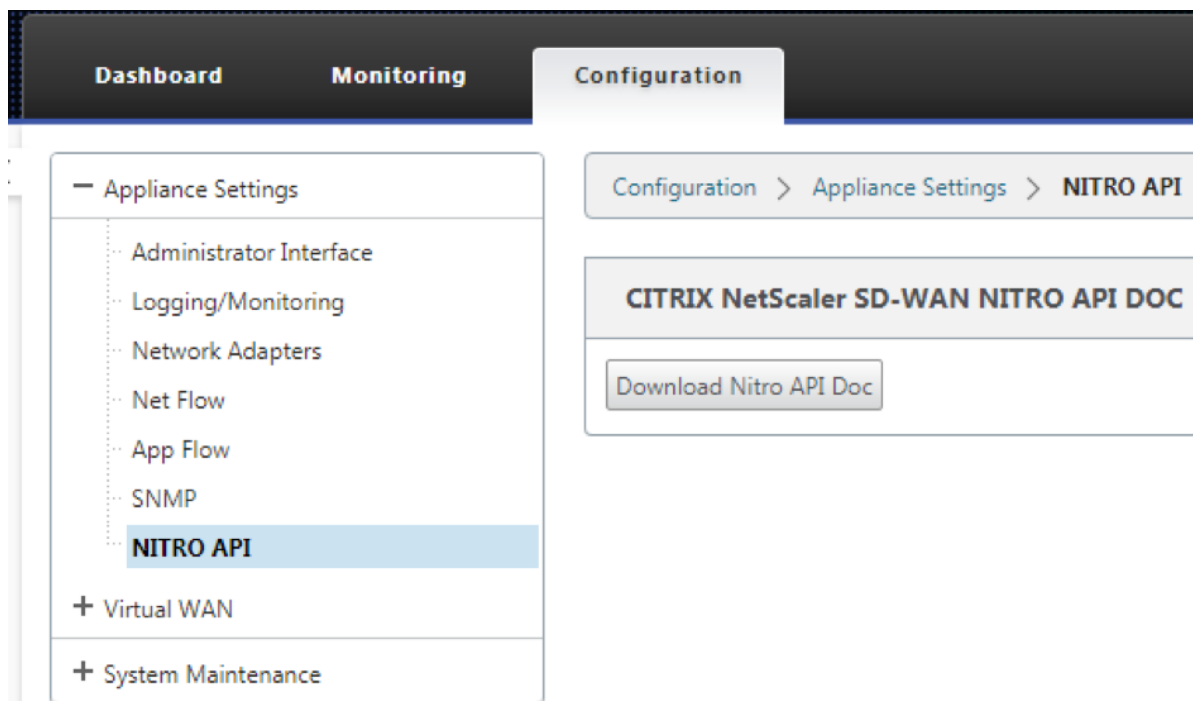 Dashboard Monitoring Configuration
Appliance Settings
Configuration > Appliance Settings > NITRO API
Administrator Interface
Logging/Monitoring
Network Adapters
Net Flow
App Flow
SNMP
NITRO API
Virtual WAN
System Maintenance
CITRIX NetScaler SD-WAN NITRO API DOC
Download Nitro API Doc